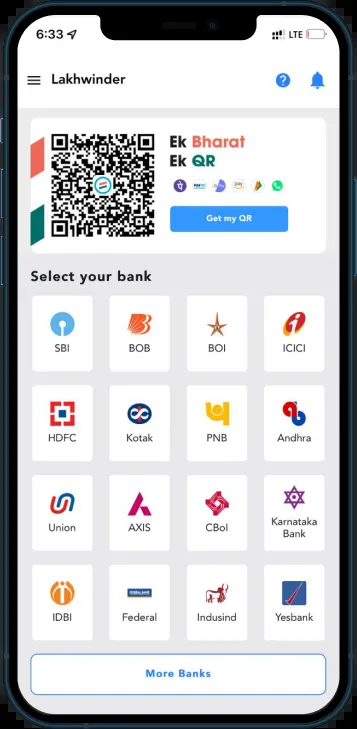 6:33
LTE
Lakhwinder
?
Ek Bharat
Ek QR
Get my QR
Select your bank
SBI
BOB
BOI
ICICI
HDFC
Kotak
PNB
Andhra
Union
AXIS
CBoI
Karnataka
Bank
IDBI
Federal
Indusind
Yesbank
More Banks